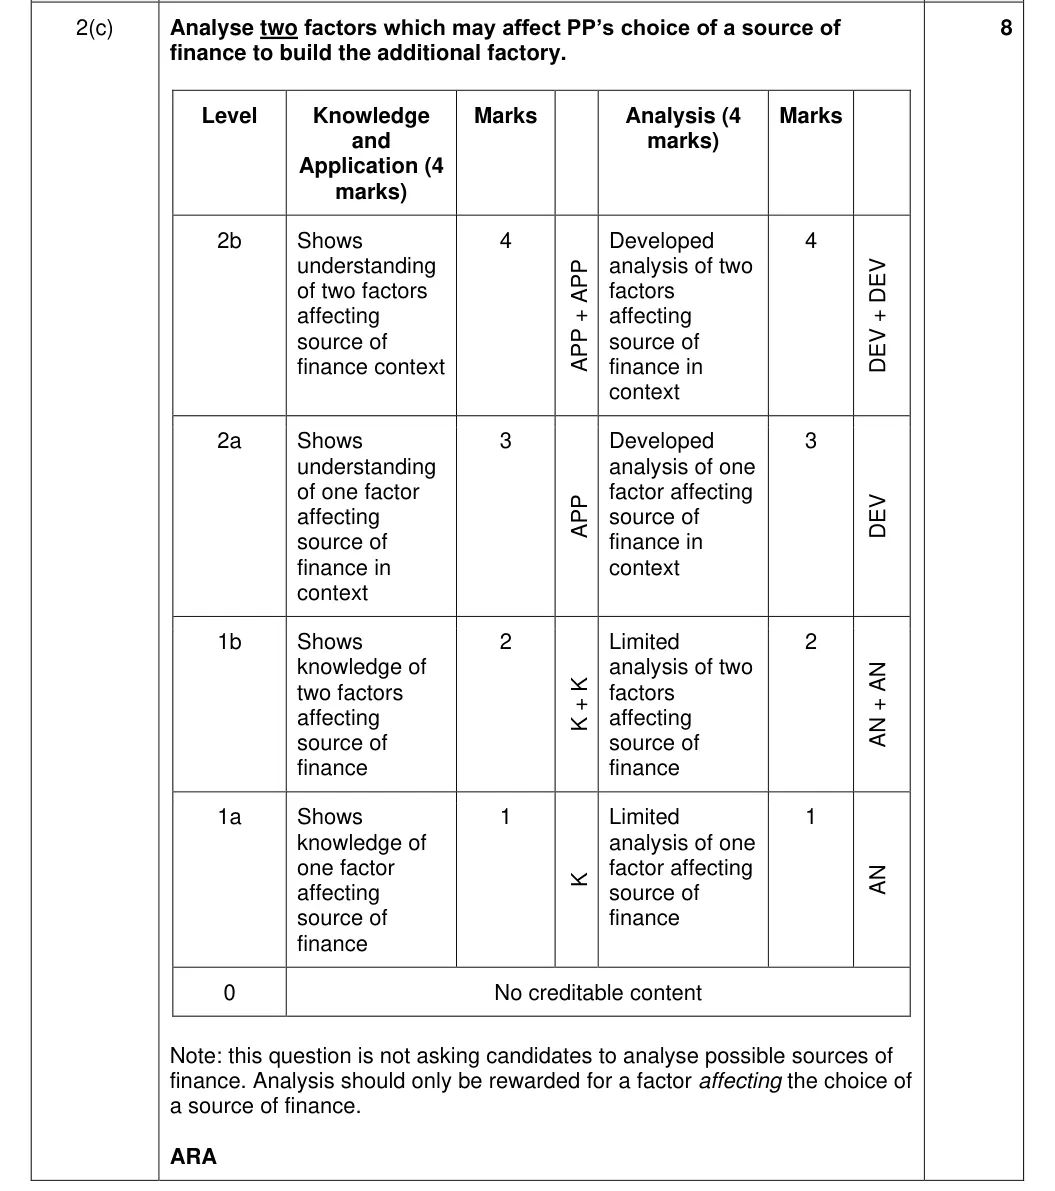 2(c)
Analyse two factors which may affect PP’s choice of a source of
finance to build the additional factory.
8
Level
Knowledge
and
Application (4
marks)
Marks
Analysis (4
marks)
Marks
2b
Shows
understanding
of two factors
affecting
source of
finance context
4
APP + APP
Developed
analysis of two
factors
affecting
source of
finance in
context
4
DEV + DEV
2a
Shows
understanding
of one factor
affecting
source of
finance in
context
3
APP
Developed
analysis of one
factor affecting
source of
finance in
context
3
DEV
1b
Shows
knowledge of
two factors
affecting
source of
finance
2
K + K
Limited
analysis of two
factors
affecting
source of
finance
2
AN + AN
1a
Shows
knowledge of
one factor
affecting
source of
finance
1
K
Limited
analysis of one
factor affecting
source of
finance
1
AN
0
No creditable content
Note: this question is not asking candidates to analyse possible sources of
finance. Analysis should only be rewarded for a factor affecting the choice of
a source of finance.
ARA